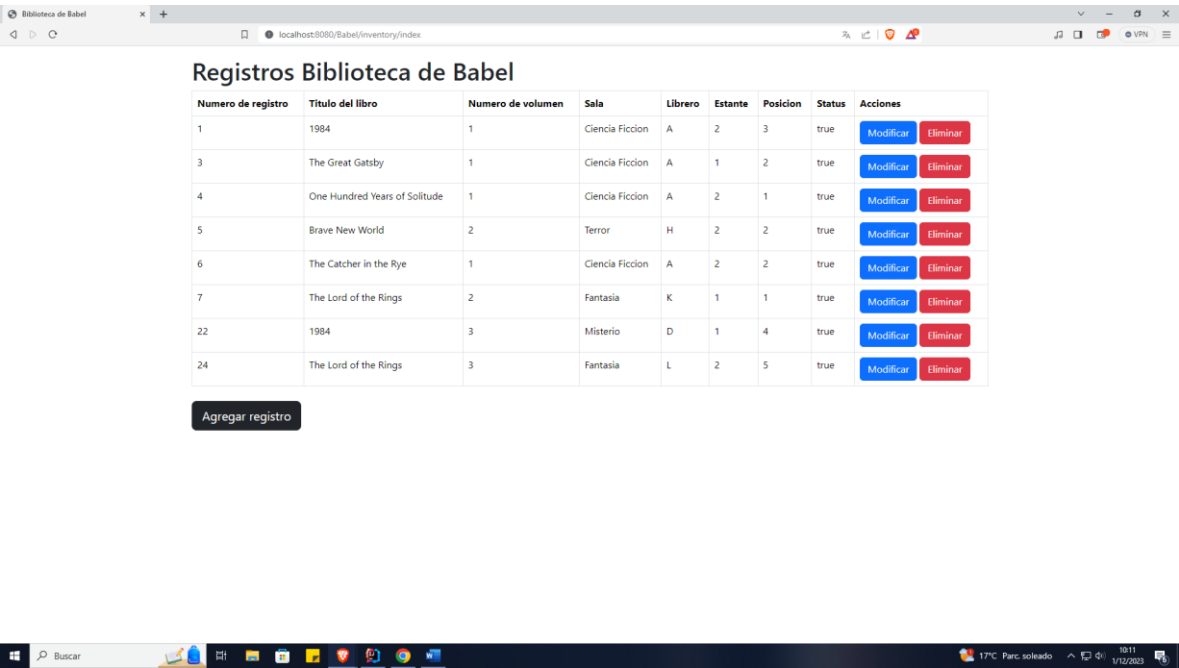 Biblioteca de Babel
localhost:8080/Babel/inventory/index
VPN
Registros Biblioteca de Babel
Numero de registro Titulo del libro Numero de volumen Sala Librero Estante Posicion Status Acciones
1 1984 1 Ciencia Ficcion A 2 3 true Modificar Eliminar
3 The Great Gatsby 1 Ciencia Ficcion A 1 2 true Modificar Eliminar
4 One Hundred Years of Solitude 1 Ciencia Ficcion A 2 1 true Modificar Eliminar
5 Brave New World 2 Terror H 2 2 true Modificar Eliminar
6 The Catcher in the Rye 1 Ciencia Ficcion A 2 2 true Modificar Eliminar
7 The Lord of the Rings 2 Fantasia K 1 1 true Modificar Eliminar
22 1984 3 Misterio D 1 4 true Modificar Eliminar
24 The Lord of the Rings 3 Fantasia L 2 5 true Modificar Eliminar
Agregar registro
Buscar
17°C Parc. soleado
10:11
1/12/2023